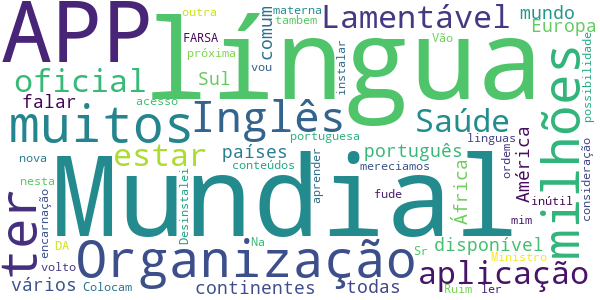 APP
língua
outra
materna
mundo
FARSA
tambem
comum
Lamentável
Europa
próxima
vou
instalar
Vão
possibilidade
oficial
Sul
falar
acesso
muitos
Inglês
Saúde
milhões
portuguesa
línguas
ordem
nova
estar
países
português
América
consideração
nesta
conteúdos
aprender
mereciamos
África
inútil
ter
Mundial
encarnação
Desinstalei
fude
mim
DA
Organização
Na
Sr
disponível
Ministro
volto
vários
Colocam
continentes
todas
aplicação
Ruim
ler